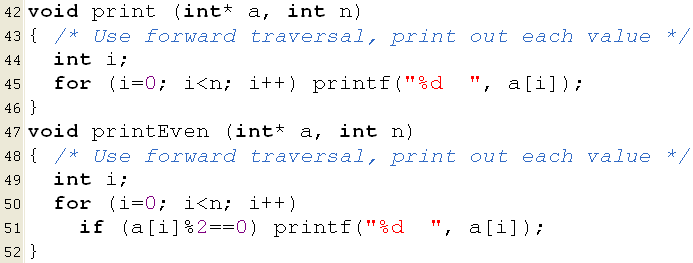 42 void print (int* a, int n)
43 { /* Use forward traversal, print out each value */
44   int i;
45   for (i=0; i<n; i++) printf("%d  ", a[i]);
46 }
47 void printEven (int* a, int n)
48 { /* Use forward traversal, print out each value */
49   int i;
50   for (i=0; i<n; i++)
51     if (a[i]%2==0) printf("%d  ", a[i]);
52 }